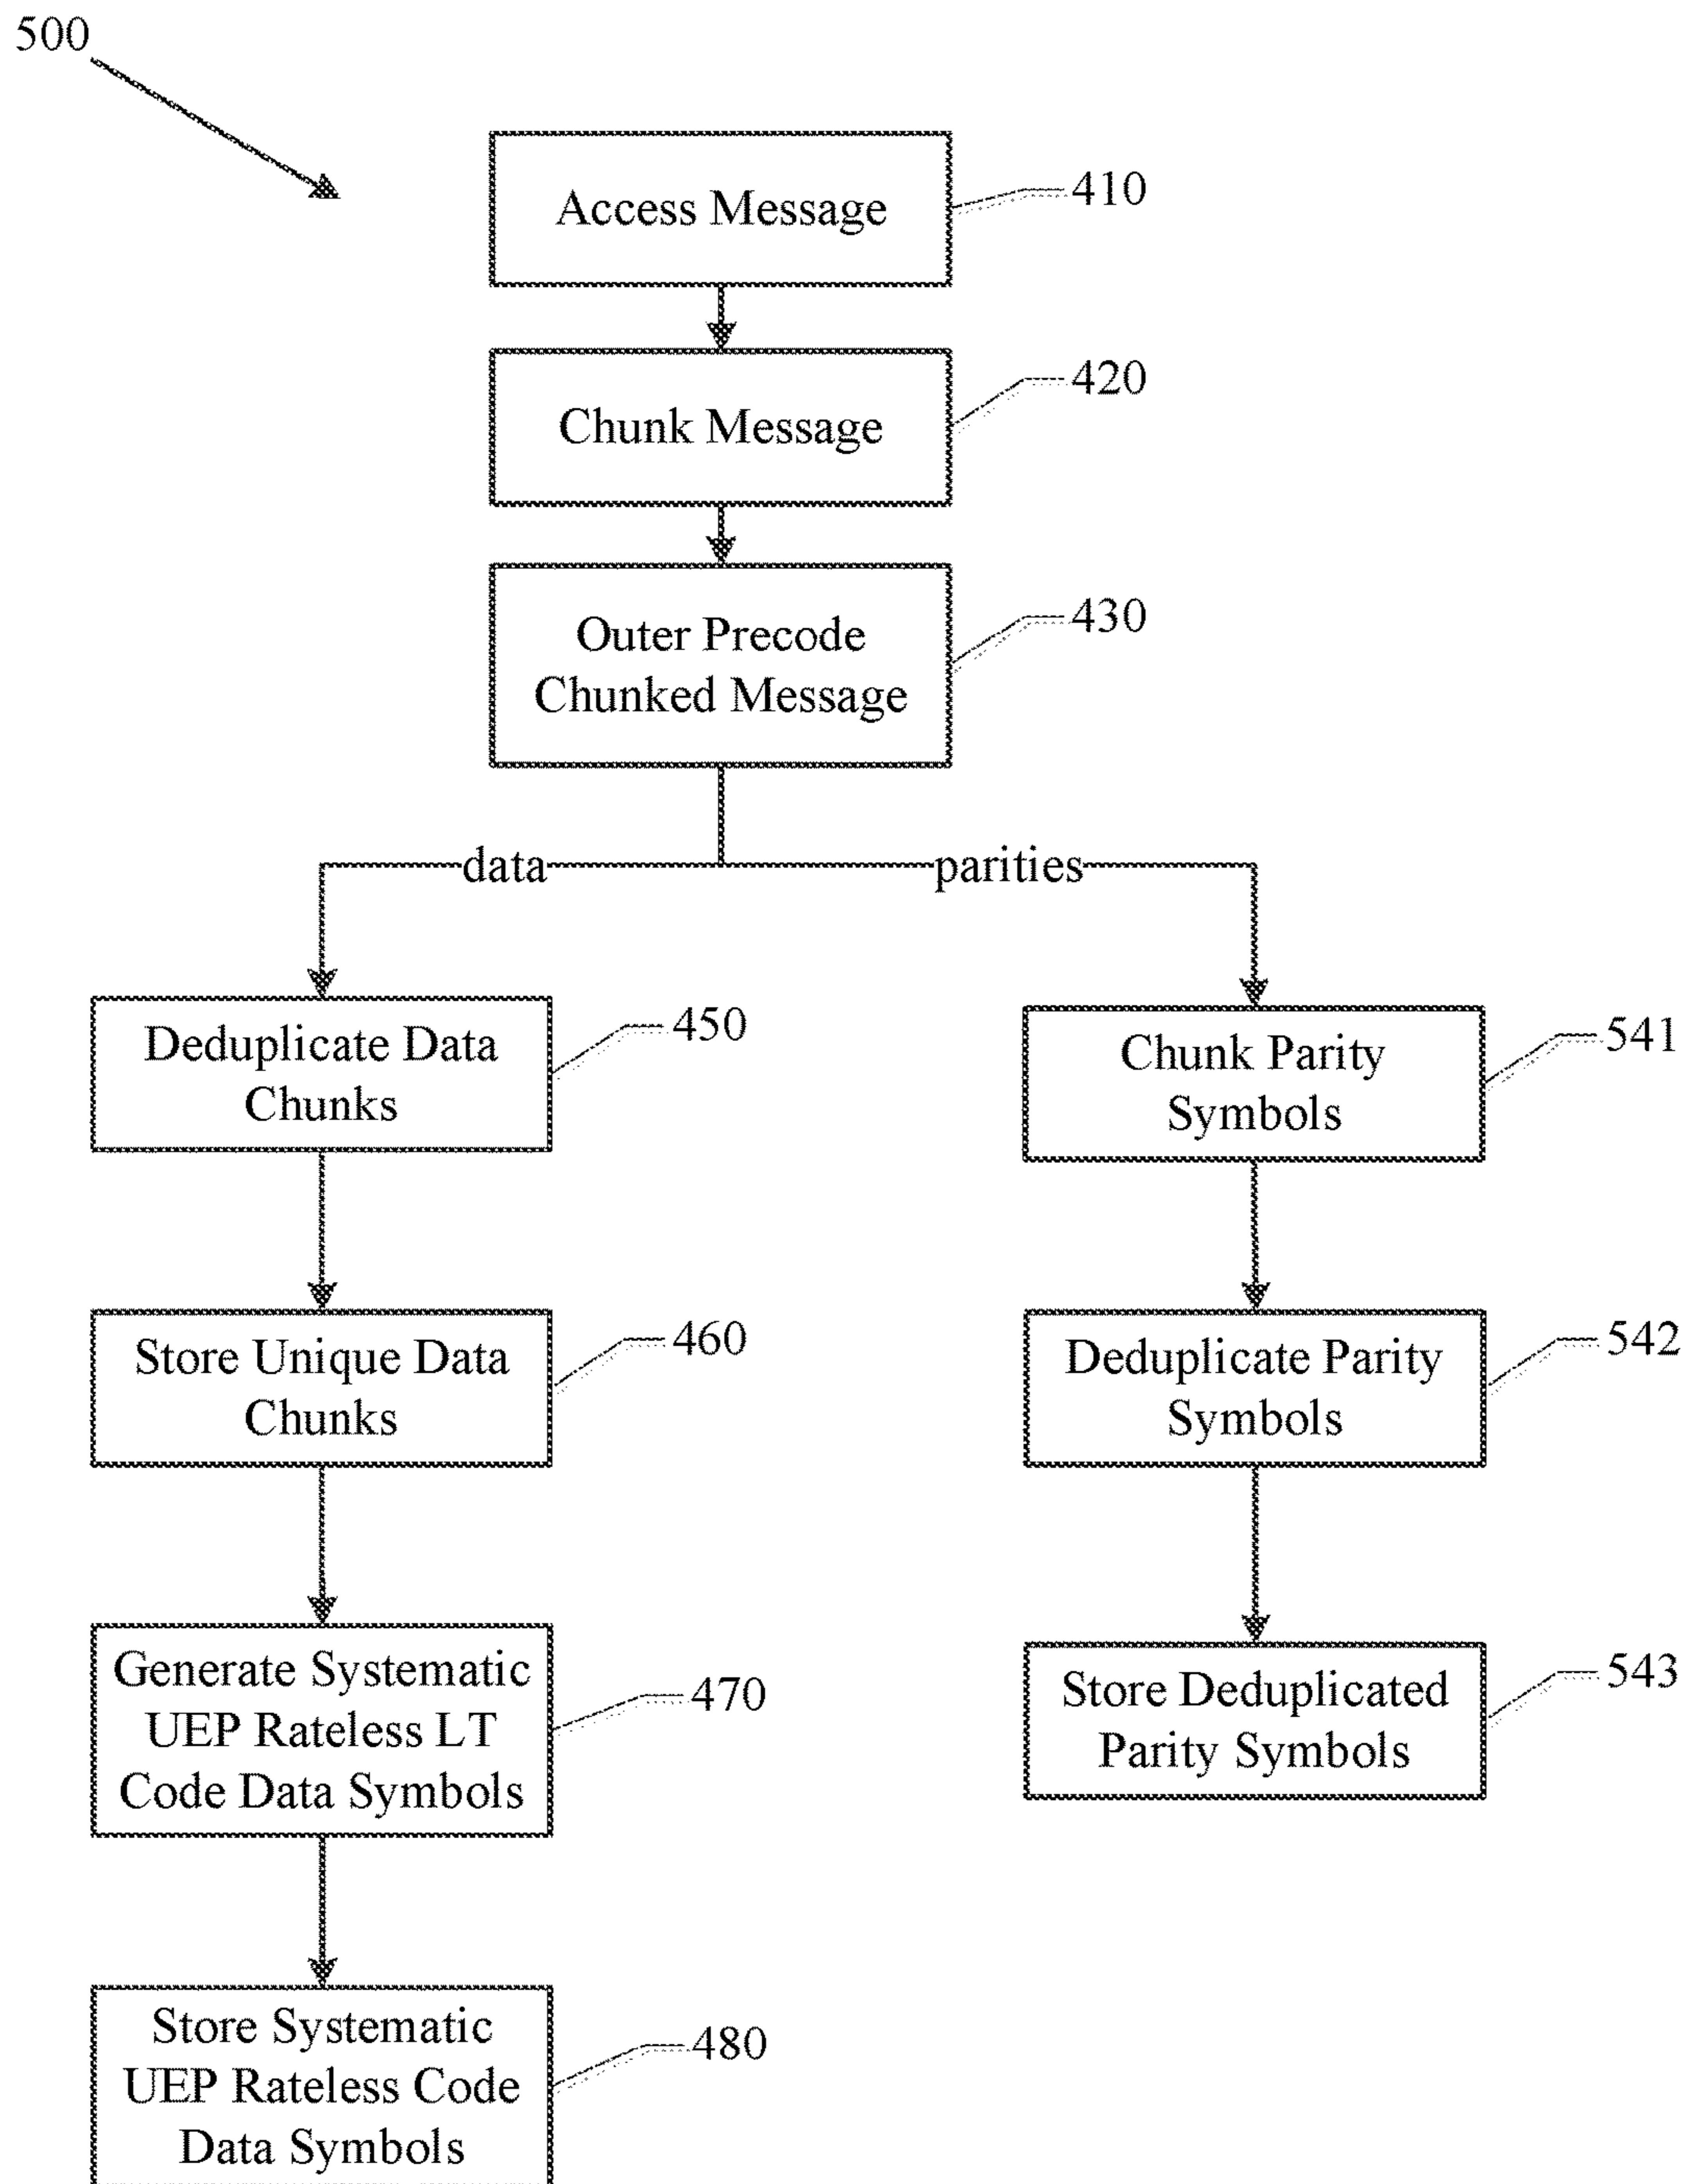 500
Access Message
410
Chunk Message
420
Outer Precode
Chunked Message
430
data
parities
Deduplicate Data
Chunks
450
Chunk Parity
Symbols
541
Store Unique Data
Chunks
460
Deduplicate Parity
Symbols
542
Generate Systematic
UEP Rateless LT
Code Data Symbols
470
Store Deduplicated
Parity Symbols
543
Store Systematic
UEP Rateless Code
Data Symbols
480